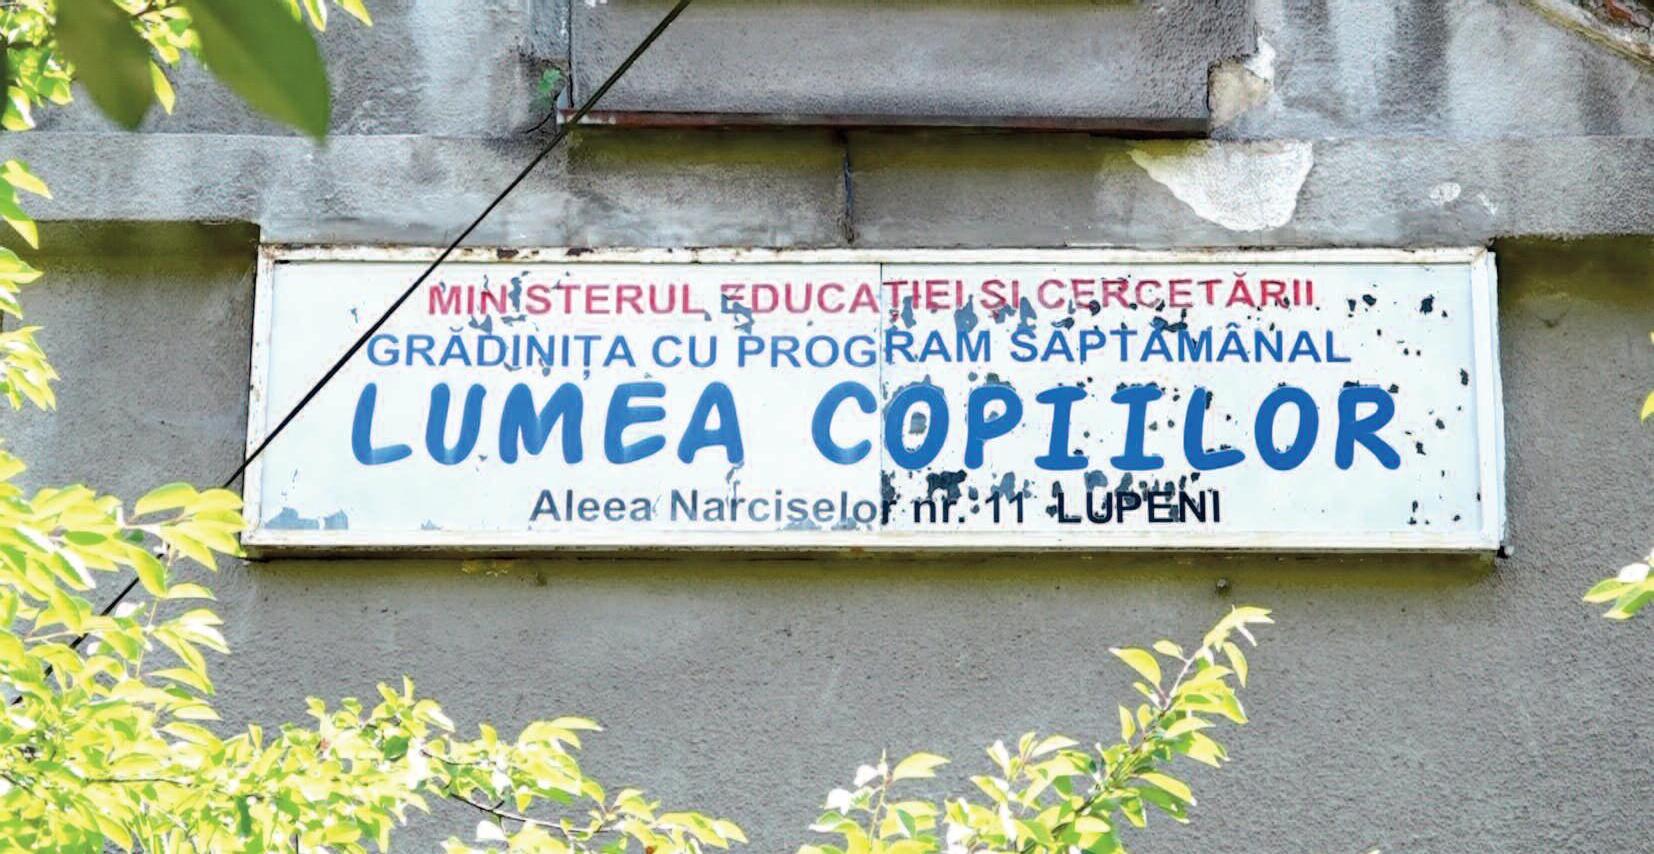 MINISTERUL EDUCAȚIEI ȘI CERCETĂRII
GRĂDINIȚA CU PROGRAM SĂPTĂMÂNAL
LUMEA COPIILOR
Aleea Narciselor nr. 11 LUPENI